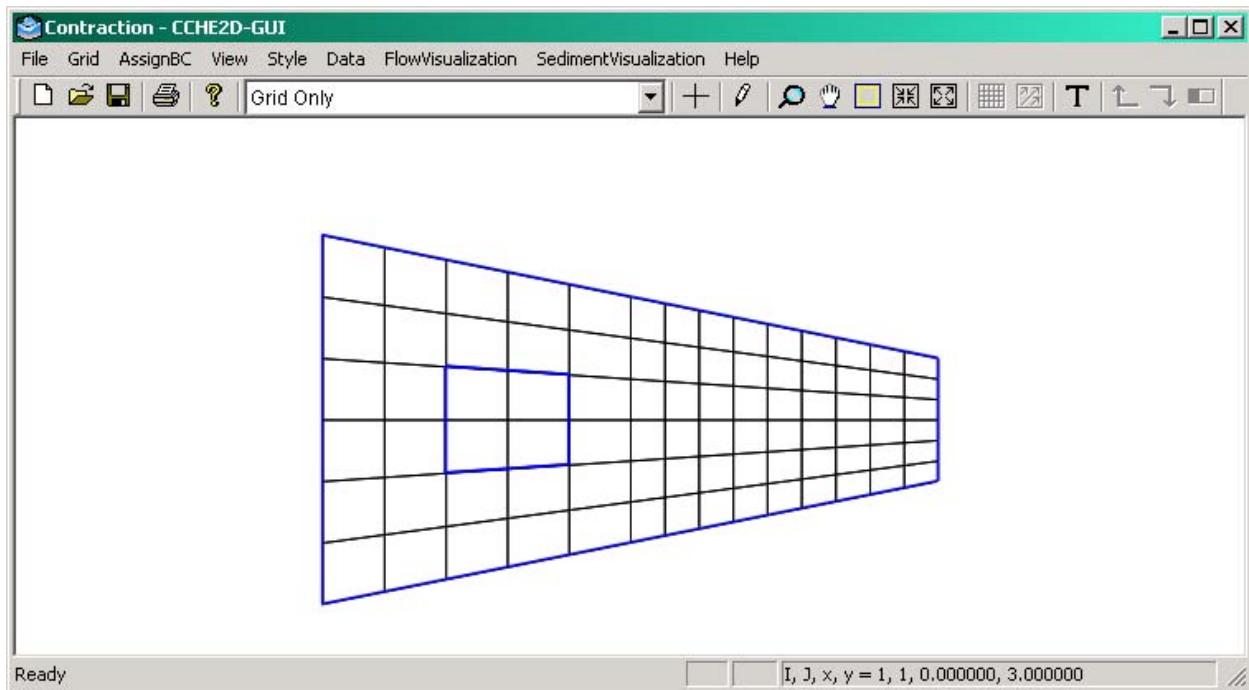 Contraction - CCHE2D-GUI
File Grid AssignBC View Style Data FlowVisualization SedimentVisualization Help
Grid Only T
Ready I, J, x, y = 1, 1, 0.000000, 3.000000